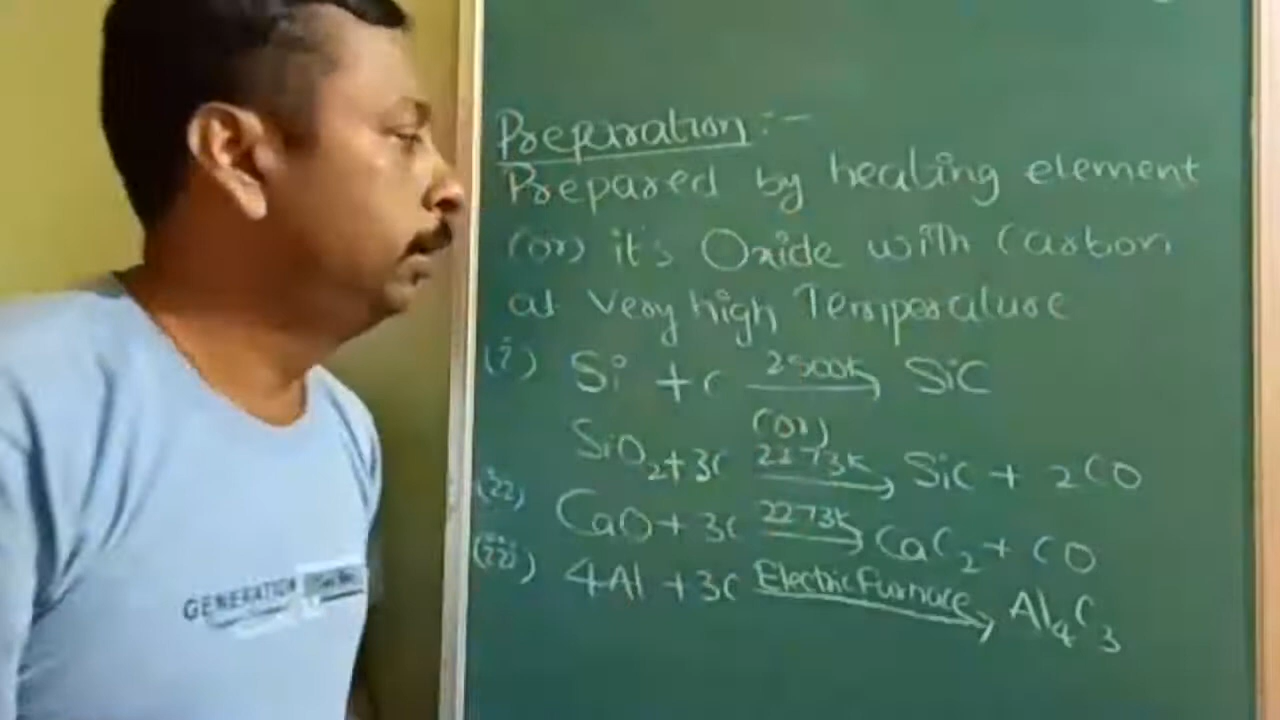 Preparation :-
Prepared by heating element
(or) it's Oxide with Carbon
at very high Temperature
(i) Si + C 2500K SiC
(or)
SiO2 + 3C 2273K SiC + 2CO
(ii) CaO + 3C 2273K CaC2 + CO
(iii) 4Al + 3C Electric Furnace Al4C3
GENERATION